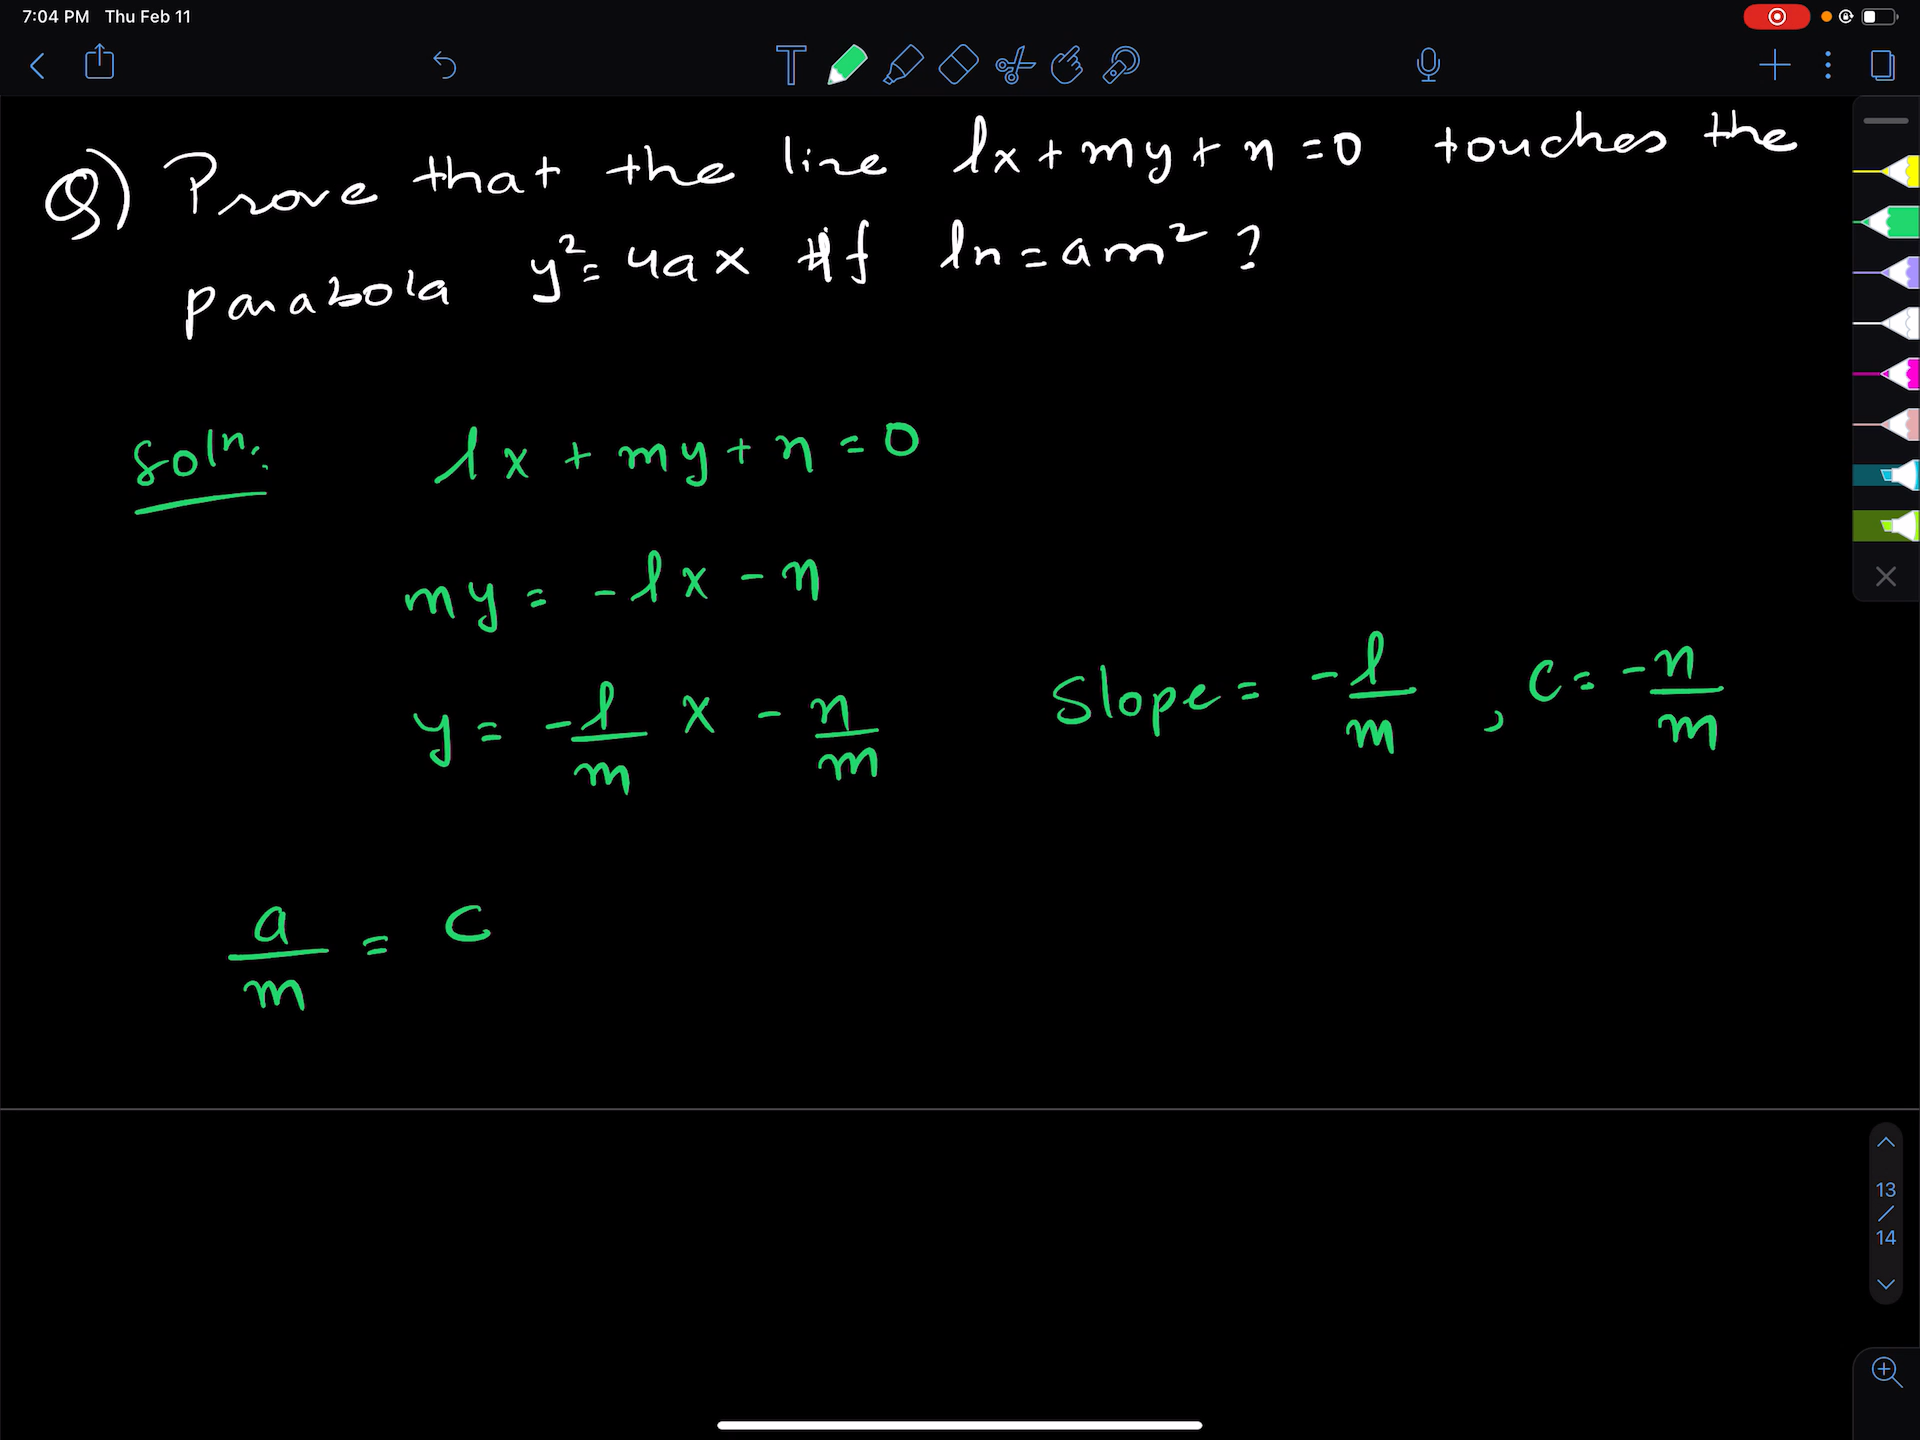 7:04 PM Thu Feb 11
Q) Prove that the line lx + my + n = 0 touches the
parabola y² = 4ax if ln = am² ?
Soln: lx + my + n = 0
my = -lx - n
y = -l/m x - n/m Slope = -l/m , c = -n/m
a/m = c
13
/
14